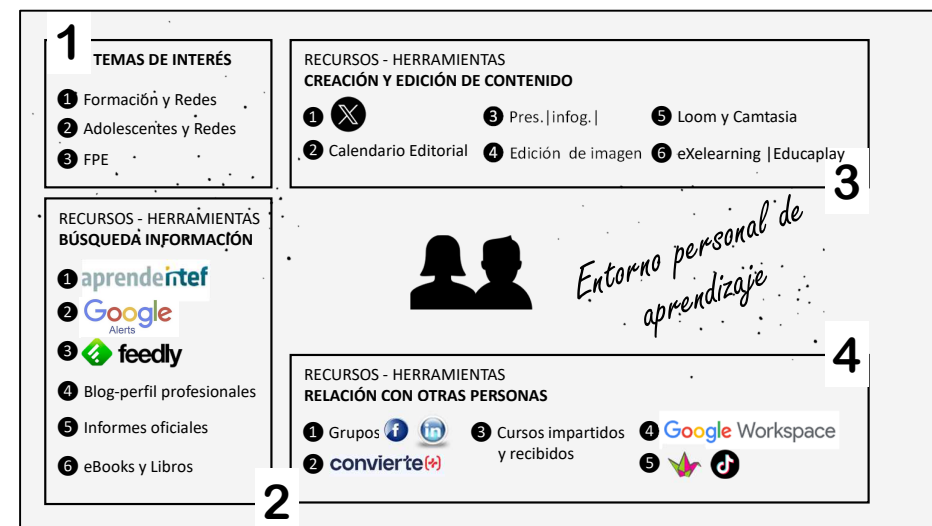 1
TEMAS DE INTERÉS
1 Formación y Redes
2 Adolescentes y Redes
3 FPE
RECURSOS - HERRAMIENTAS
BÚSQUEDA INFORMACIÓN
1 aprendeintef
2 Google
Alerts
3 feedly
4 Blog-perfil profesionales
5 Informes oficiales
6 eBooks y Libros
2
RECURSOS - HERRAMIENTAS
CREACIÓN Y EDICIÓN DE CONTENIDO
1 X
2 Calendario Editorial
3 Pres.|infog.|
4 Edición de imagen
5 Loom y Camtasia
6 eXelearning |Educaplay
3
Entorno personal de
aprendizaje
4
RECURSOS - HERRAMIENTAS
RELACIÓN CON OTRAS PERSONAS
1 Grupos f in
2 convierte(+)
3 Cursos impartidos
y recibidos
4 Google Workspace
5